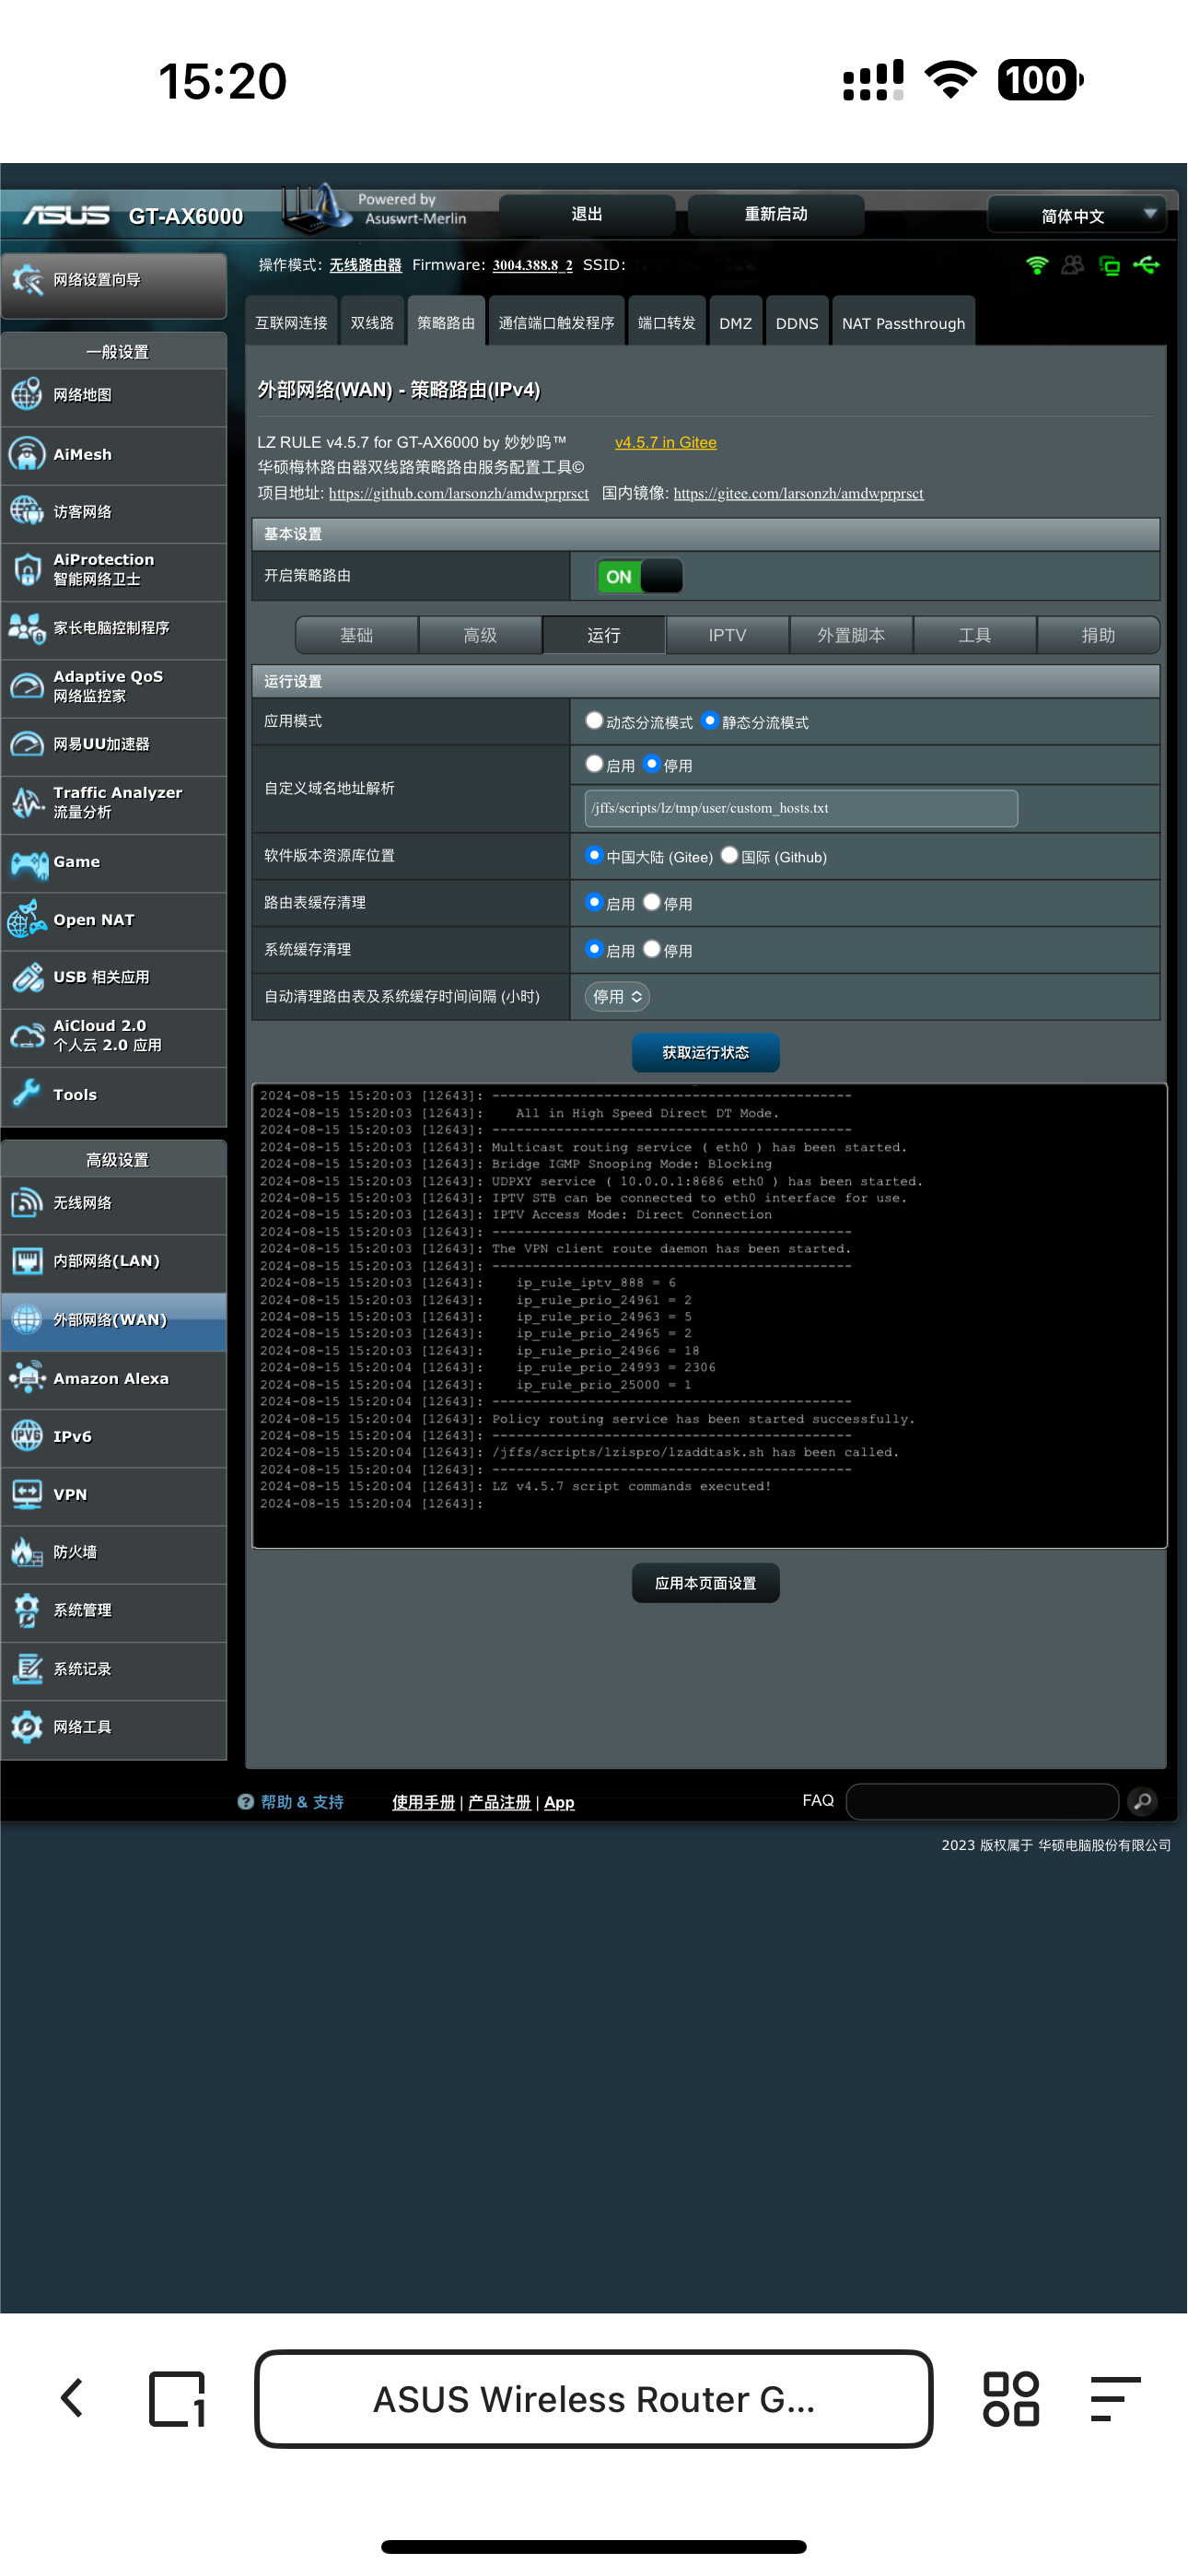 15:20
100
ASUS GT-AX6000
Powered by
Asuswrt-Merlin
退出
重新启动
简体中文
操作模式: 无线路由器 Firmware: 3004.388.8_2 SSID:
网络设置向导
一般设置
网络地图
AiMesh
访客网络
AiProtection
智能网络卫士
家长电脑控制程序
Adaptive QoS
网络监控家
网易UU加速器
Traffic Analyzer
流量分析
Game
Open NAT
USB 相关应用
AiCloud 2.0
个人云 2.0 应用
Tools
高级设置
无线网络
内部网络(LAN)
外部网络(WAN)
Amazon Alexa
IPv6
VPN
防火墙
系统管理
系统记录
网络工具
互联网连接 双线路 策略路由 通信端口触发程序 端口转发 DMZ DDNS NAT Passthrough
外部网络(WAN) - 策略路由(IPv4)
LZ RULE v4.5.7 for GT-AX6000 by 妙妙呜™ v4.5.7 in Gitee
华硕梅林路由器双线路策略路由服务配置工具©
项目地址: https://github.com/larsonzh/amdwprprsct 国内镜像: https://gitee.com/larsonzh/amdwprprsct
基本设置
开启策略路由 ON
基础 高级 运行 IPTV 外置脚本 工具 捐助
运行设置
应用模式 动态分流模式 静态分流模式
自定义域名地址解析 启用 停用
/jffs/scripts/lz/tmp/user/custom_hosts.txt
软件版本资源库位置 中国大陆 (Gitee) 国际 (Github)
路由表缓存清理 启用 停用
系统缓存清理 启用 停用
自动清理路由表及系统缓存时间间隔 (小时) 停用
获取运行状态
2024-08-15 15:20:03 [12643]: ---------------------------------------------
2024-08-15 15:20:03 [12643]: All in High Speed Direct DT Mode.
2024-08-15 15:20:03 [12643]: ---------------------------------------------
2024-08-15 15:20:03 [12643]: Multicast routing service ( eth0 ) has been started.
2024-08-15 15:20:03 [12643]: Bridge IGMP Snooping Mode: Blocking
2024-08-15 15:20:03 [12643]: UDPXY service ( 10.0.0.1:8686 eth0 ) has been started.
2024-08-15 15:20:03 [12643]: IPTV STB can be connected to eth0 interface for use.
2024-08-15 15:20:03 [12643]: IPTV Access Mode: Direct Connection
2024-08-15 15:20:03 [12643]: ---------------------------------------------
2024-08-15 15:20:03 [12643]: The VPN client route daemon has been started.
2024-08-15 15:20:03 [12643]: ---------------------------------------------
2024-08-15 15:20:03 [12643]: ip_rule_iptv_888 = 6
2024-08-15 15:20:03 [12643]: ip_rule_prio_24961 = 2
2024-08-15 15:20:03 [12643]: ip_rule_prio_24963 = 5
2024-08-15 15:20:03 [12643]: ip_rule_prio_24965 = 2
2024-08-15 15:20:03 [12643]: ip_rule_prio_24966 = 18
2024-08-15 15:20:03 [12643]: ip_rule_prio_24993 = 2306
2024-08-15 15:20:03 [12643]: ip_rule_prio_25000 = 1
2024-08-15 15:20:04 [12643]: ---------------------------------------------
2024-08-15 15:20:04 [12643]: Policy routing service has been started successfully.
2024-08-15 15:20:04 [12643]: ---------------------------------------------
2024-08-15 15:20:04 [12643]: /jffs/scripts/lzispro/lzaddtask.sh has been called.
2024-08-15 15:20:04 [12643]: ---------------------------------------------
2024-08-15 15:20:04 [12643]: LZ v4.5.7 script commands executed!
2024-08-15 15:20:04 [12643]:
应用本页面设置
帮助 & 支持 使用手册 | 产品注册 | App FAQ
2023 版权属于 华硕电脑股份有限公司
1
ASUS Wireless Router G...